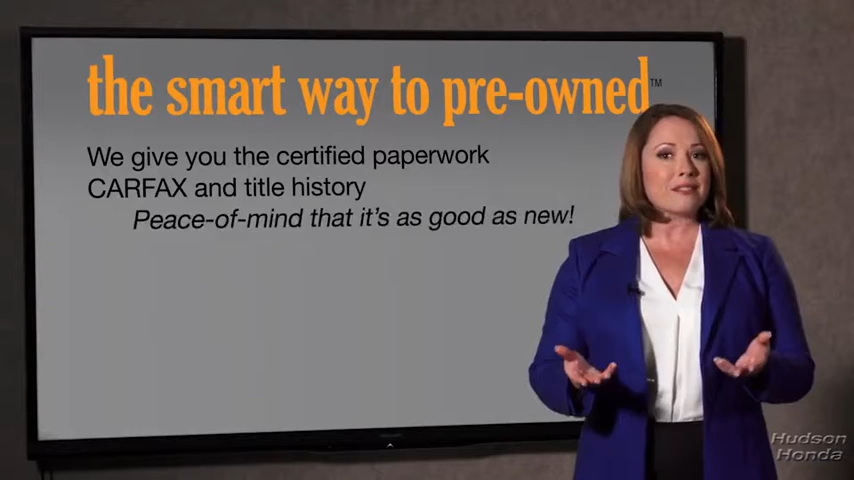 the smart way to pre-owned™
We give you the certified paperwork
CARFAX and title history
Peace-of-mind that it's as good as new!
Hudson
Honda